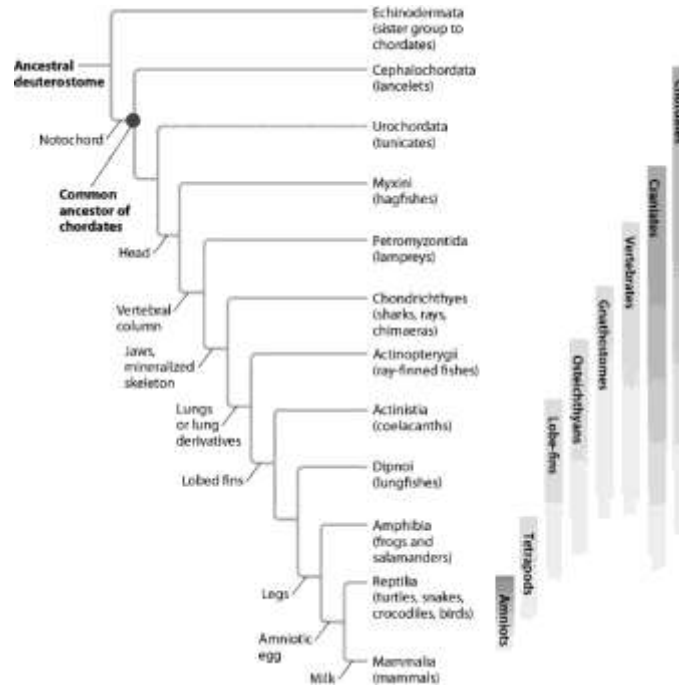 Echinodermata
(sister group to
chordates)
Ancestral
deuterostome
Cephalochordata
(lancelets)
Notochord
Urochordata
(tunicates)
Common
ancestor of
chordates
Myxini
(hagfishes)
Head
Petromyzontida
(lampreys)
Vertebral
column
Chondrichthyes
(sharks, rays,
chimaeras)
Jaws,
mineralized
skeleton
Actinopterygii
(ray-finned fishes)
Lungs
or lung
derivatives
Actinistia
(coelacanths)
Lobed fins
Dipnoi
(lungfishes)
Amphibia
(frogs and
salamanders)
Legs
Reptilia
(turtles, snakes,
crocodiles, birds)
Amniotic
egg
Mammalia
(mammals)
Milk
Amniots
Tetrapods
Lobe-fins
Osteichthyans
Gnathostomes
Vertebrates
Craniates